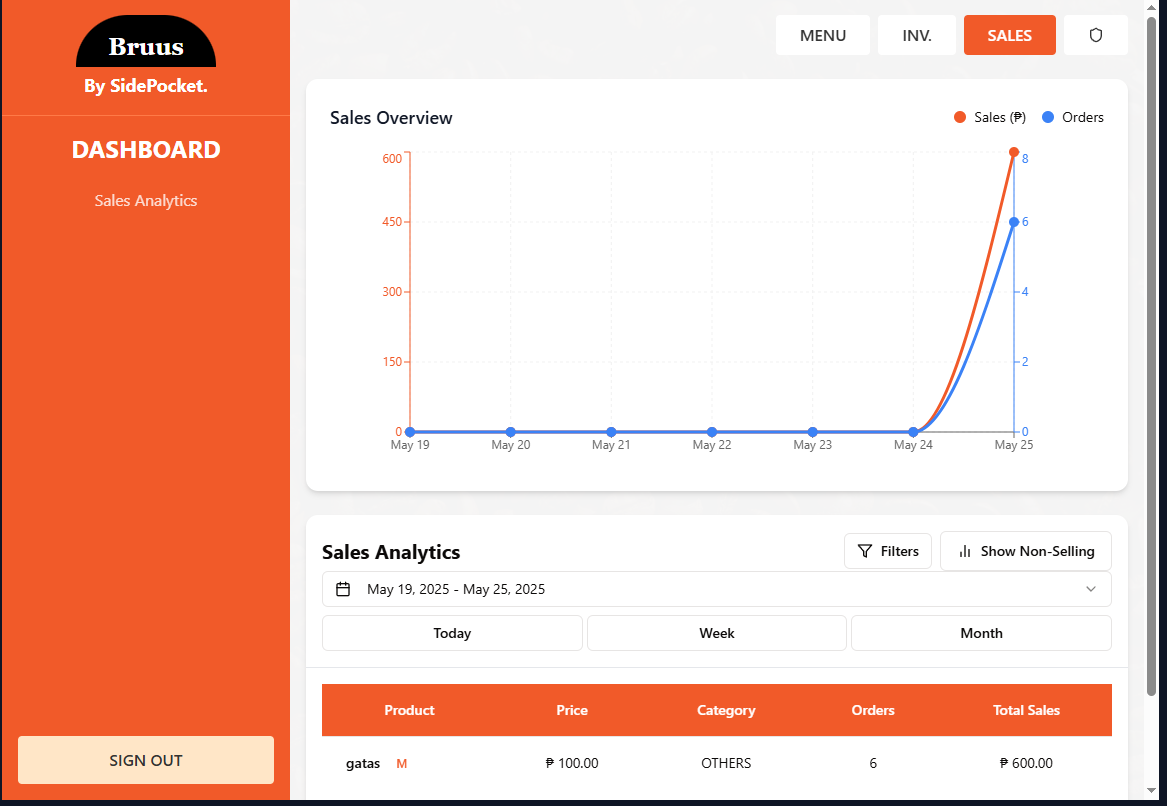 Bruus
By SidePocket.
DASHBOARD
Sales Analytics
SIGN OUT
MENU INV. SALES
Sales Overview
Sales (₱) Orders
600 8
450 6
300 4
150 2
0 0
May 19 May 20 May 21 May 22 May 23 May 24 May 25
Sales Analytics
Filters Show Non-Selling
May 19, 2025 - May 25, 2025
Today Week Month
Product Price Category Orders Total Sales
gatas M ₱ 100.00 OTHERS 6 ₱ 600.00